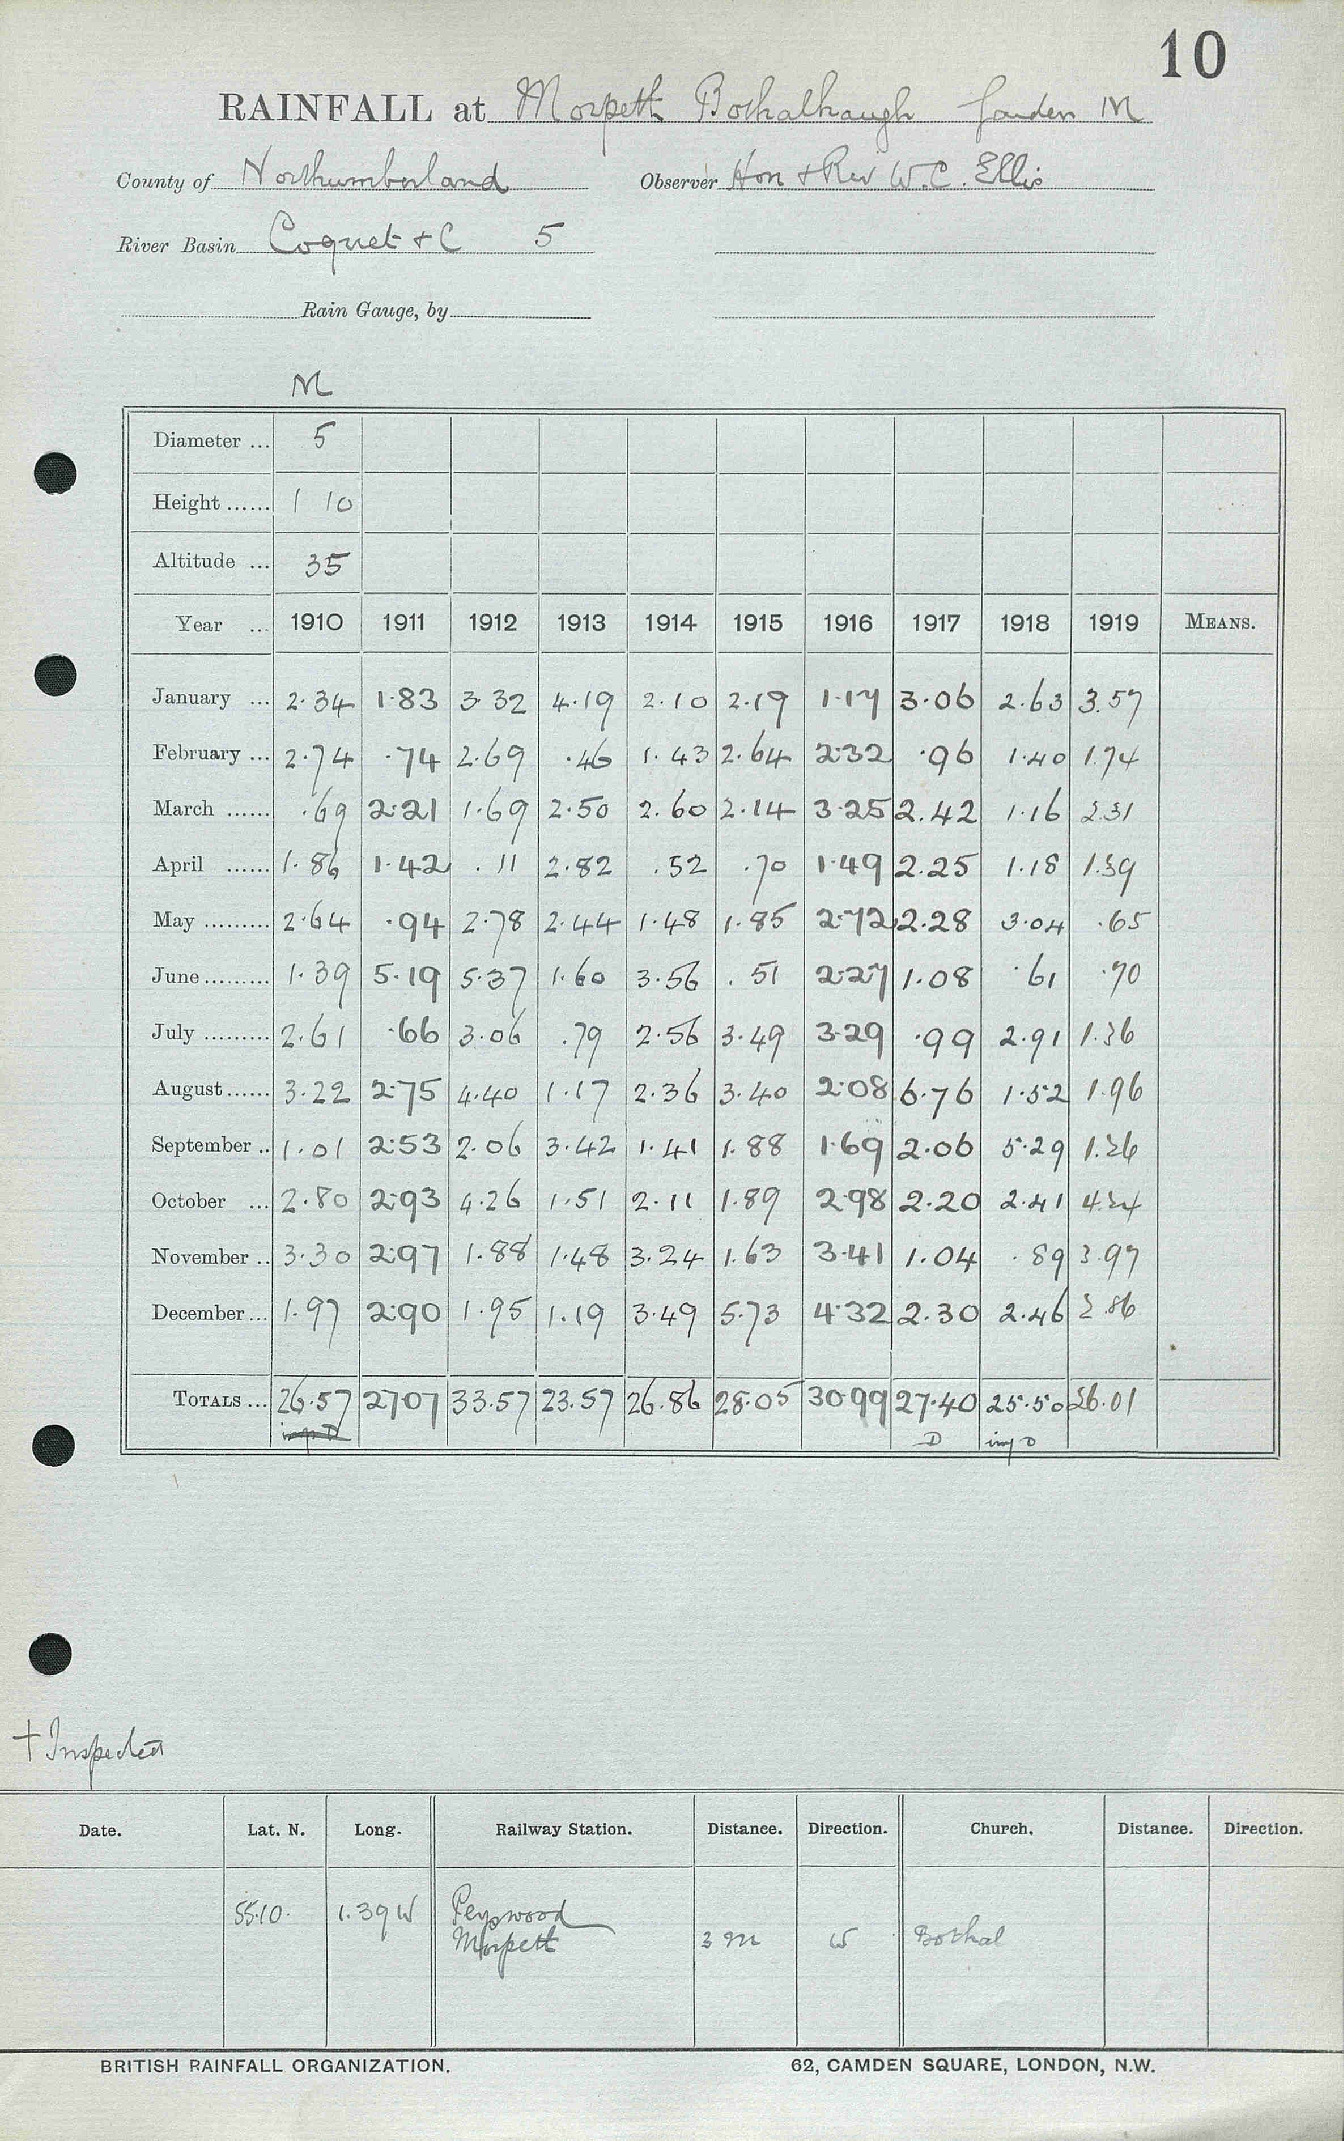 10
RAINFALL at Morpeth Bothalhaugh Garden M
County of Northumberland Observer Hon + Rev W.C. Ellis
River Basin Coquet + C 5
Rain Gauge, by
M
Diameter ... 5
Height ...... 1 10
Altitude ... 35
Year ... 1910 1911 1912 1913 1914 1915 1916 1917 1918 1919 MEANS.
January ... 2.34 1.83 3.32 4.19 2.10 2.19 1.17 3.06 2.63 3.57
February ... 2.74 .74 2.69 .46 1.43 2.64 2.32 .96 1.40 1.74
March ...... .69 2.21 1.69 2.50 2.60 2.14 3.25 2.42 1.16 2.31
April ...... 1.86 1.42 .11 2.82 .52 .70 1.49 2.25 1.18 1.39
May ......... 2.64 .94 2.78 2.44 1.48 1.85 2.72 2.28 3.04 .65
June ......... 1.39 5.19 5.37 1.60 3.56 .51 2.27 1.08 .61 .70
July ......... 2.61 .66 3.06 .79 2.56 3.49 3.29 .99 2.91 1.36
August ...... 3.22 2.75 4.40 1.17 2.36 3.40 2.08 6.76 1.52 1.96
September .. 1.01 2.53 2.06 3.42 1.41 1.88 1.69 2.06 5.29 1.26
October ... 2.80 2.93 4.26 1.51 2.11 1.89 2.98 2.20 2.41 4.24
November .. 3.30 2.97 1.88 1.48 3.24 1.63 3.41 1.04 .89 3.97
December ... 1.97 2.90 1.95 1.19 3.49 5.73 4.32 2.30 2.46 2.86
TOTALS ... 26.57 27.07 33.57 23.57 26.86 28.05 30.99 27.40 25.50 26.01
D imp D
† Inspected
Date. Lat. N. Long. Railway Station. Distance. Direction. Church. Distance. Direction.
55.10. 1.39 W Pegswood
Morpeth 3 m W Bothal
BRITISH RAINFALL ORGANIZATION. 62, CAMDEN SQUARE, LONDON, N.W.